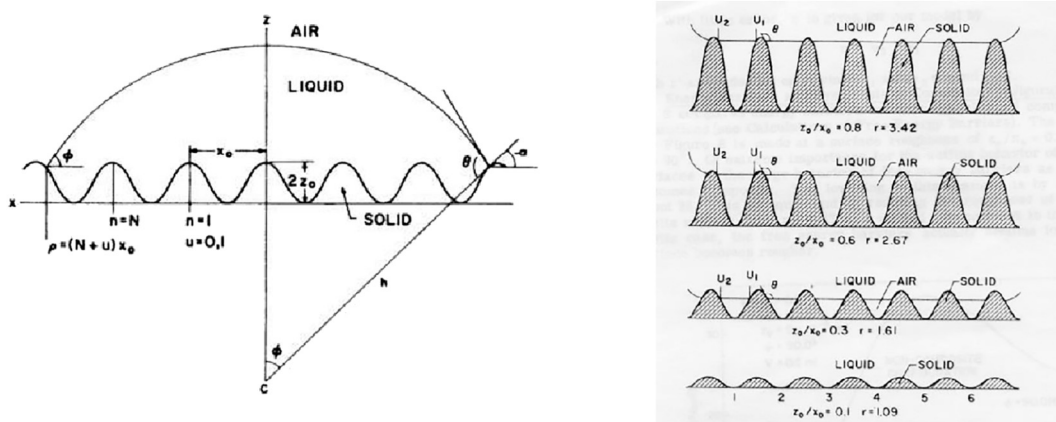 z
AIR
LIQUID
ϕ
x₀
θ
α
2z₀
x
n=N
n=1
SOLID
ρ=(N+u)x₀
u=0,1
h
ϕ
C
U₂ U₁ θ LIQUID AIR SOLID
z₀/x₀=0.8 r=3.42
U₂ U₁ θ LIQUID AIR SOLID
z₀/x₀=0.6 r=2.67
U₂ U₁ θ LIQUID AIR SOLID
z₀/x₀=0.3 r=1.61
LIQUID SOLID
1 2 3 4 5 6
z₀/x₀=0.1 r=1.09